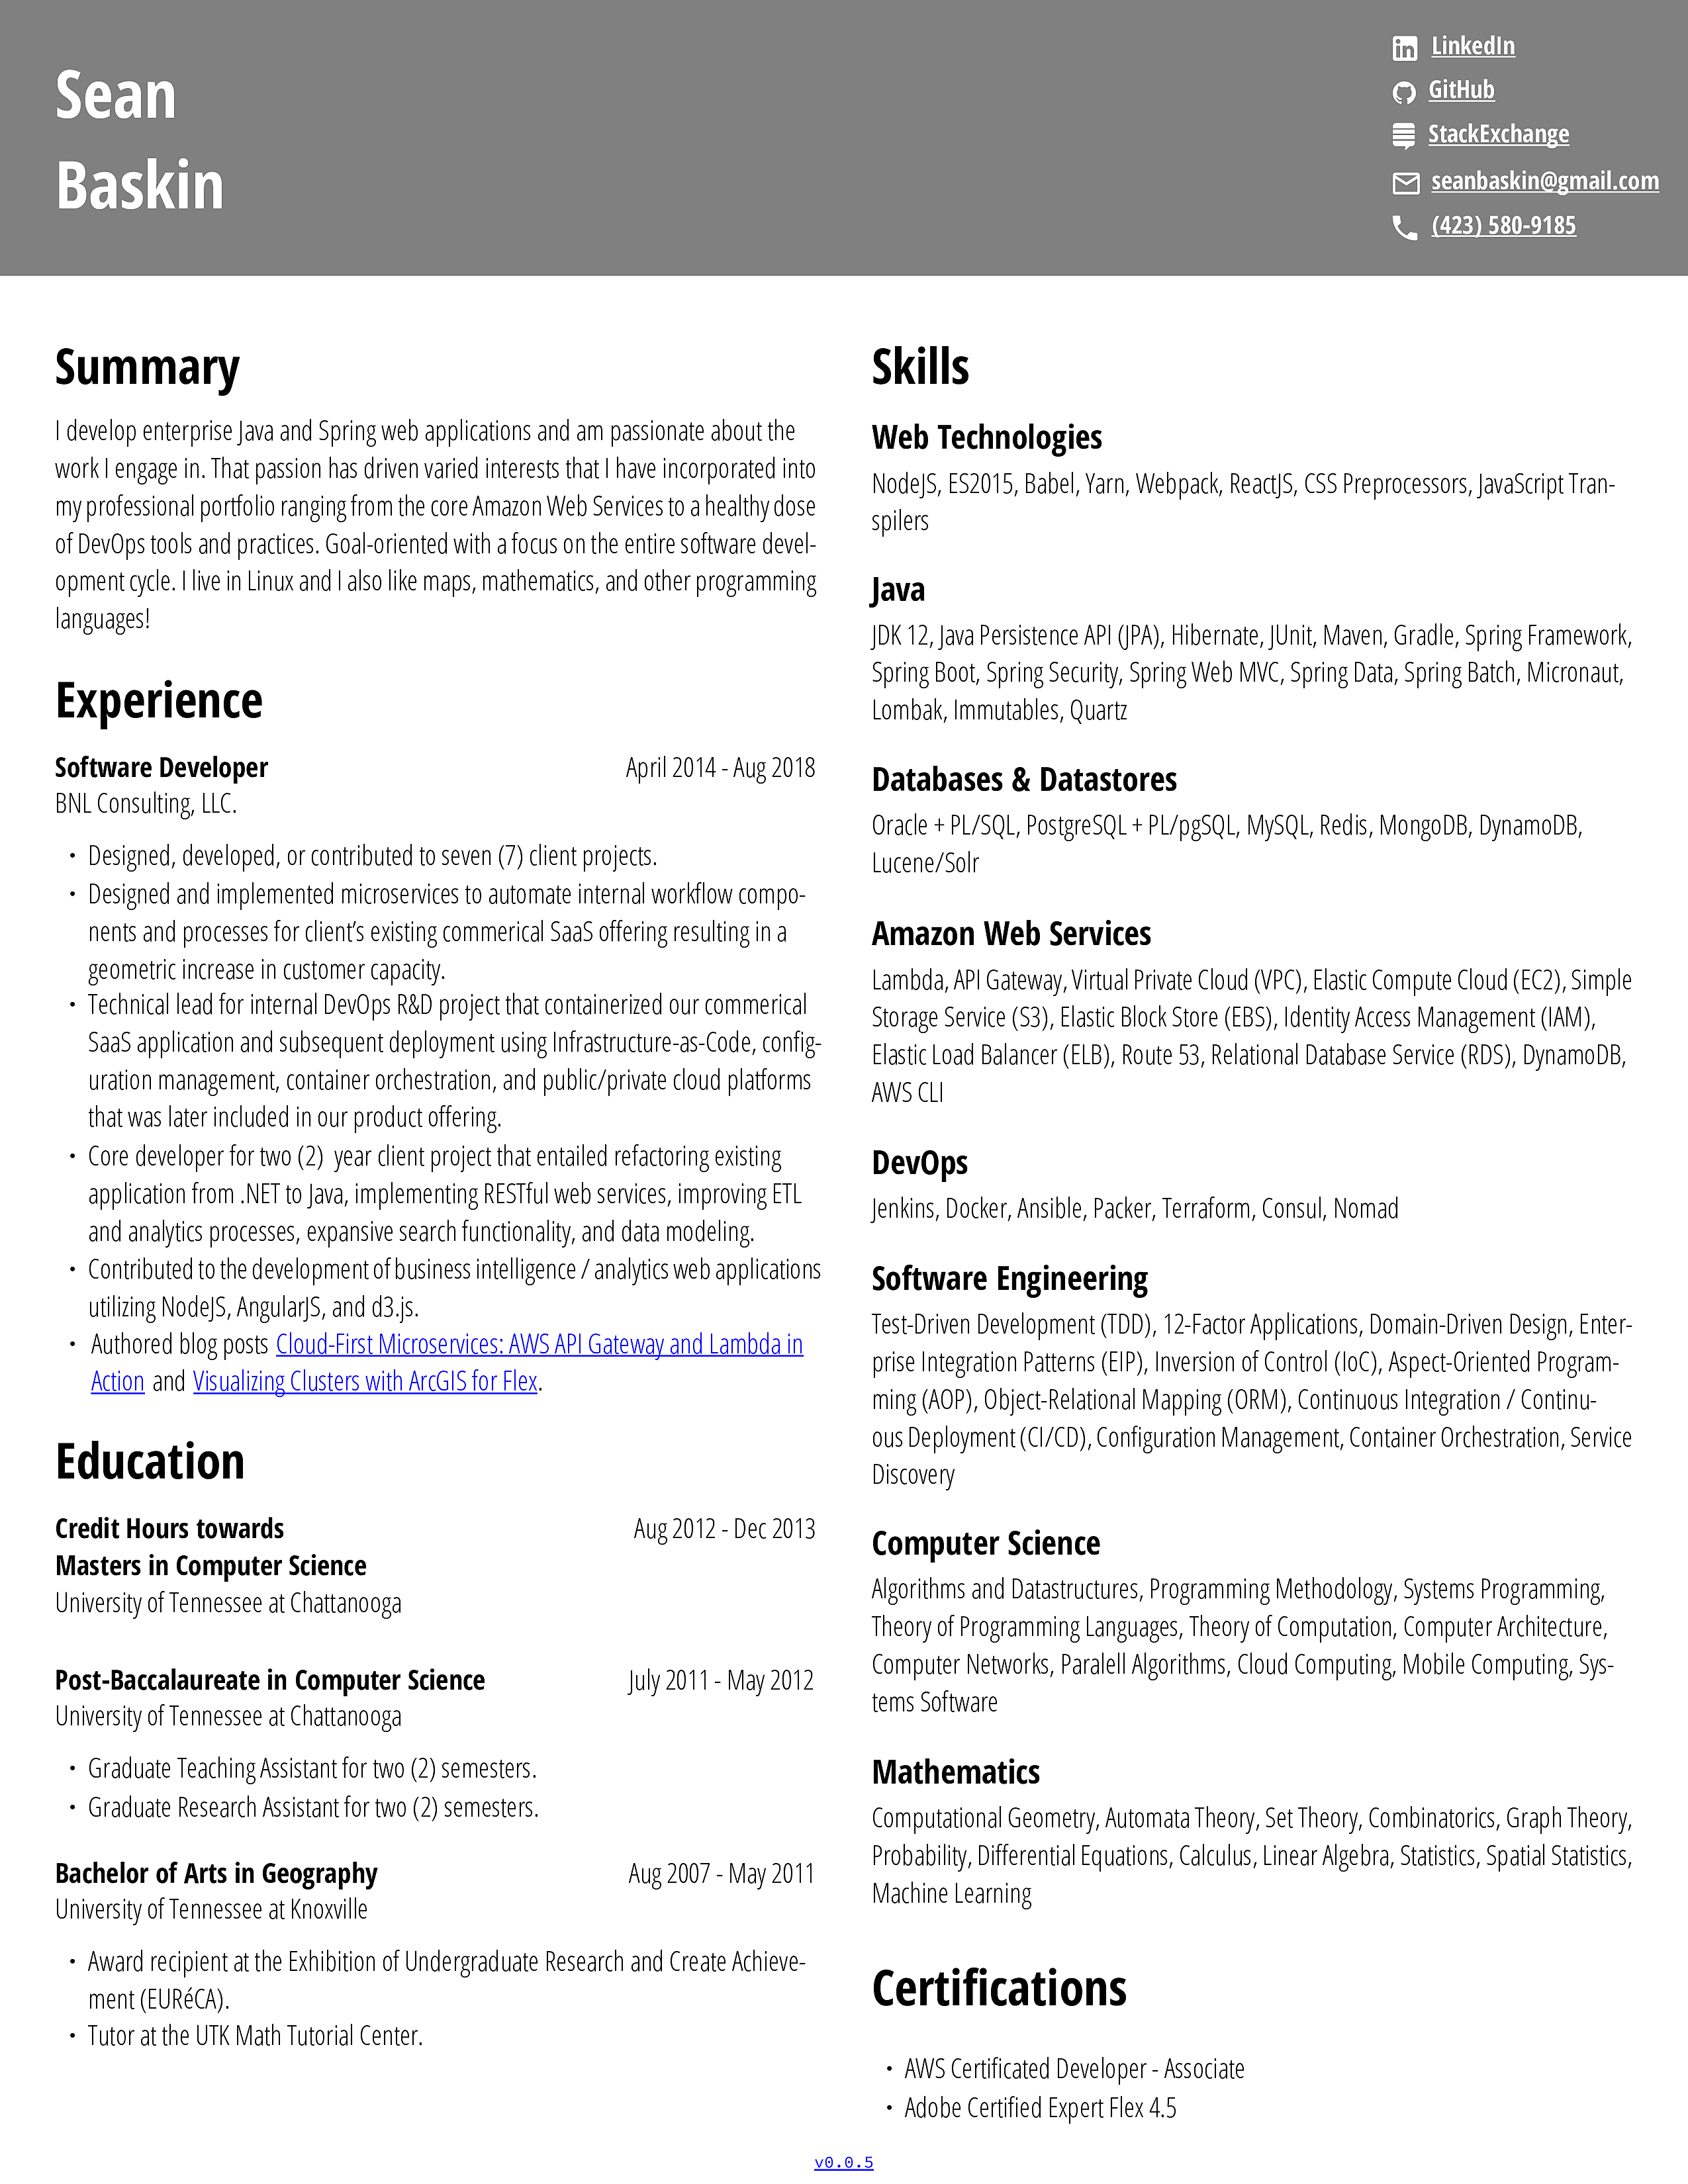 Sean
Baskin
LinkedIn
GitHub
StackExchange
seanbaskin@gmail.com
(423) 580-9185
Summary
I develop enterprise Java and Spring web applications and am passionate about the
work I engage in. That passion has driven varied interests that I have incorporated into
my professional portfolio ranging from the core Amazon Web Services to a healthy dose
of DevOps tools and practices. Goal-oriented with a focus on the entire software devel-
opment cycle. I live in Linux and I also like maps, mathematics, and other programming
languages!
Experience
Software Developer April 2014 - Aug 2018
BNL Consulting, LLC.
• Designed, developed, or contributed to seven (7) client projects.
• Designed and implemented microservices to automate internal workflow compo-
nents and processes for client's existing commerical SaaS offering resulting in a
geometric increase in customer capacity.
• Technical lead for internal DevOps R&D project that containerized our commerical
SaaS application and subsequent deployment using Infrastructure-as-Code, config-
uration management, container orchestration, and public/private cloud platforms
that was later included in our product offering.
• Core developer for two (2) year client project that entailed refactoring existing
application from .NET to Java, implementing RESTful web services, improving ETL
and analytics processes, expansive search functionality, and data modeling.
• Contributed to the development of business intelligence / analytics web applications
utilizing NodeJS, AngularJS, and d3.js.
• Authored blog posts Cloud-First Microservices: AWS API Gateway and Lambda in
Action and Visualizing Clusters with ArcGIS for Flex.
Education
Credit Hours towards Aug 2012 - Dec 2013
Masters in Computer Science
University of Tennessee at Chattanooga
Post-Baccalaureate in Computer Science July 2011 - May 2012
University of Tennessee at Chattanooga
• Graduate Teaching Assistant for two (2) semesters.
• Graduate Research Assistant for two (2) semesters.
Bachelor of Arts in Geography Aug 2007 - May 2011
University of Tennessee at Knoxville
• Award recipient at the Exhibition of Undergraduate Research and Create Achieve-
ment (EURéCA).
• Tutor at the UTK Math Tutorial Center.
Skills
Web Technologies
NodeJS, ES2015, Babel, Yarn, Webpack, ReactJS, CSS Preprocessors, JavaScript Tran-
spilers
Java
JDK 12, Java Persistence API (JPA), Hibernate, JUnit, Maven, Gradle, Spring Framework,
Spring Boot, Spring Security, Spring Web MVC, Spring Data, Spring Batch, Micronaut,
Lombak, Immutables, Quartz
Databases & Datastores
Oracle + PL/SQL, PostgreSQL + PL/pgSQL, MySQL, Redis, MongoDB, DynamoDB,
Lucene/Solr
Amazon Web Services
Lambda, API Gateway, Virtual Private Cloud (VPC), Elastic Compute Cloud (EC2), Simple
Storage Service (S3), Elastic Block Store (EBS), Identity Access Management (IAM),
Elastic Load Balancer (ELB), Route 53, Relational Database Service (RDS), DynamoDB,
AWS CLI
DevOps
Jenkins, Docker, Ansible, Packer, Terraform, Consul, Nomad
Software Engineering
Test-Driven Development (TDD), 12-Factor Applications, Domain-Driven Design, Enter-
prise Integration Patterns (EIP), Inversion of Control (IoC), Aspect-Oriented Program-
ming (AOP), Object-Relational Mapping (ORM), Continuous Integration / Continu-
ous Deployment (CI/CD), Configuration Management, Container Orchestration, Service
Discovery
Computer Science
Algorithms and Datastructures, Programming Methodology, Systems Programming,
Theory of Programming Languages, Theory of Computation, Computer Architecture,
Computer Networks, Paralell Algorithms, Cloud Computing, Mobile Computing, Sys-
tems Software
Mathematics
Computational Geometry, Automata Theory, Set Theory, Combinatorics, Graph Theory,
Probability, Differential Equations, Calculus, Linear Algebra, Statistics, Spatial Statistics,
Machine Learning
Certifications
• AWS Certificated Developer - Associate
• Adobe Certified Expert Flex 4.5
v0.0.5